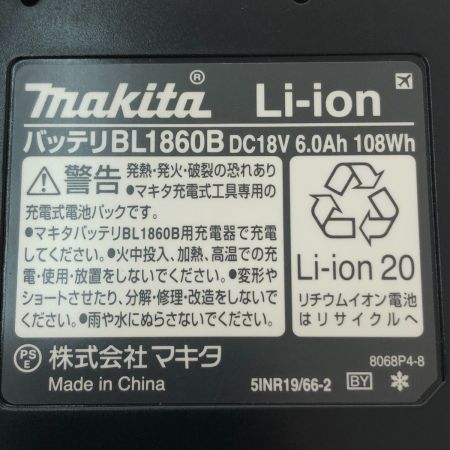 makita® Li-ion
バッテリBL1860B DC18V 6.0Ah 108Wh
警告 発熱・発火・破裂の恐れあり
●マキタ充電式工具専用の
充電式電池パックです。
●マキタバッテリBL1860B用充電器で充電
してください。●火中投入、加熱、高温での充
電・使用・放置をしないでください。●変形や
ショートさせたり、分解・修理・改造をしないで
ください。●雨や水にぬらさないでください。
Li-ion 20
リチウムイオン電池
はリサイクルへ
PSE 株式会社 マキタ
Made in China
8068P4-8
5INR19/66-2 BY